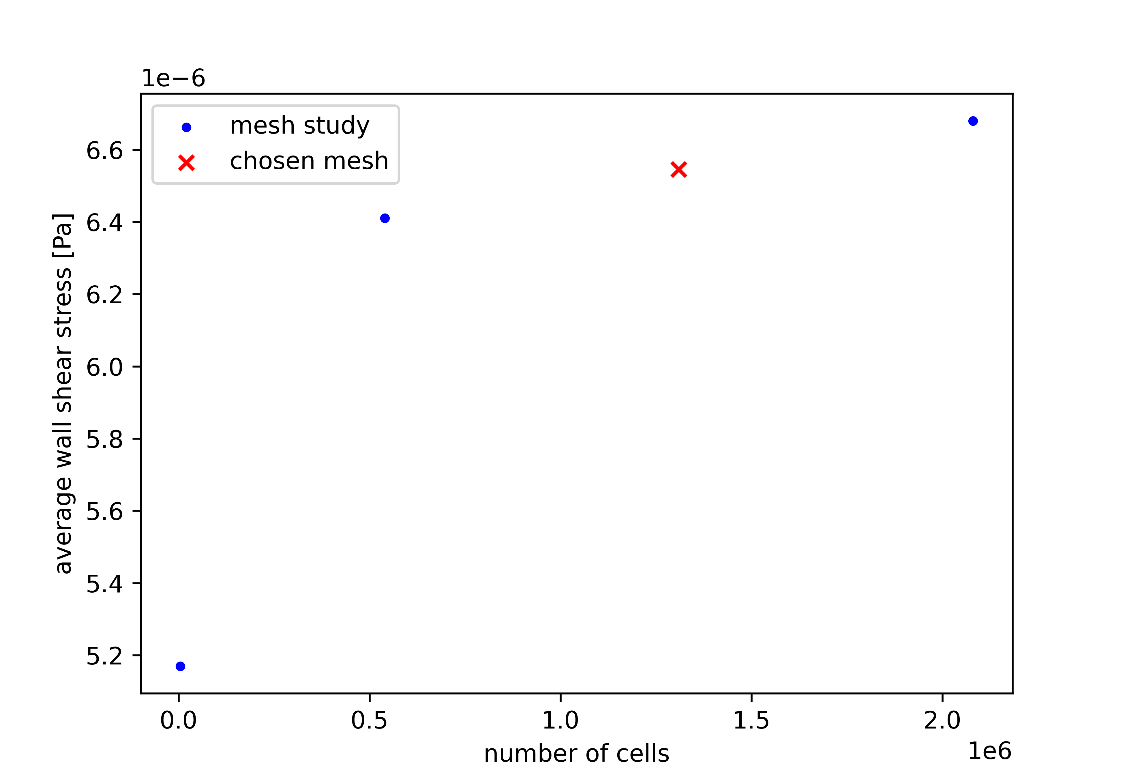 1e−6
mesh study
chosen mesh
6.6
6.4
6.2
6.0
5.8
5.6
5.4
5.2
average wall shear stress [Pa]
0.0 0.5 1.0 1.5 2.0
number of cells
1e6